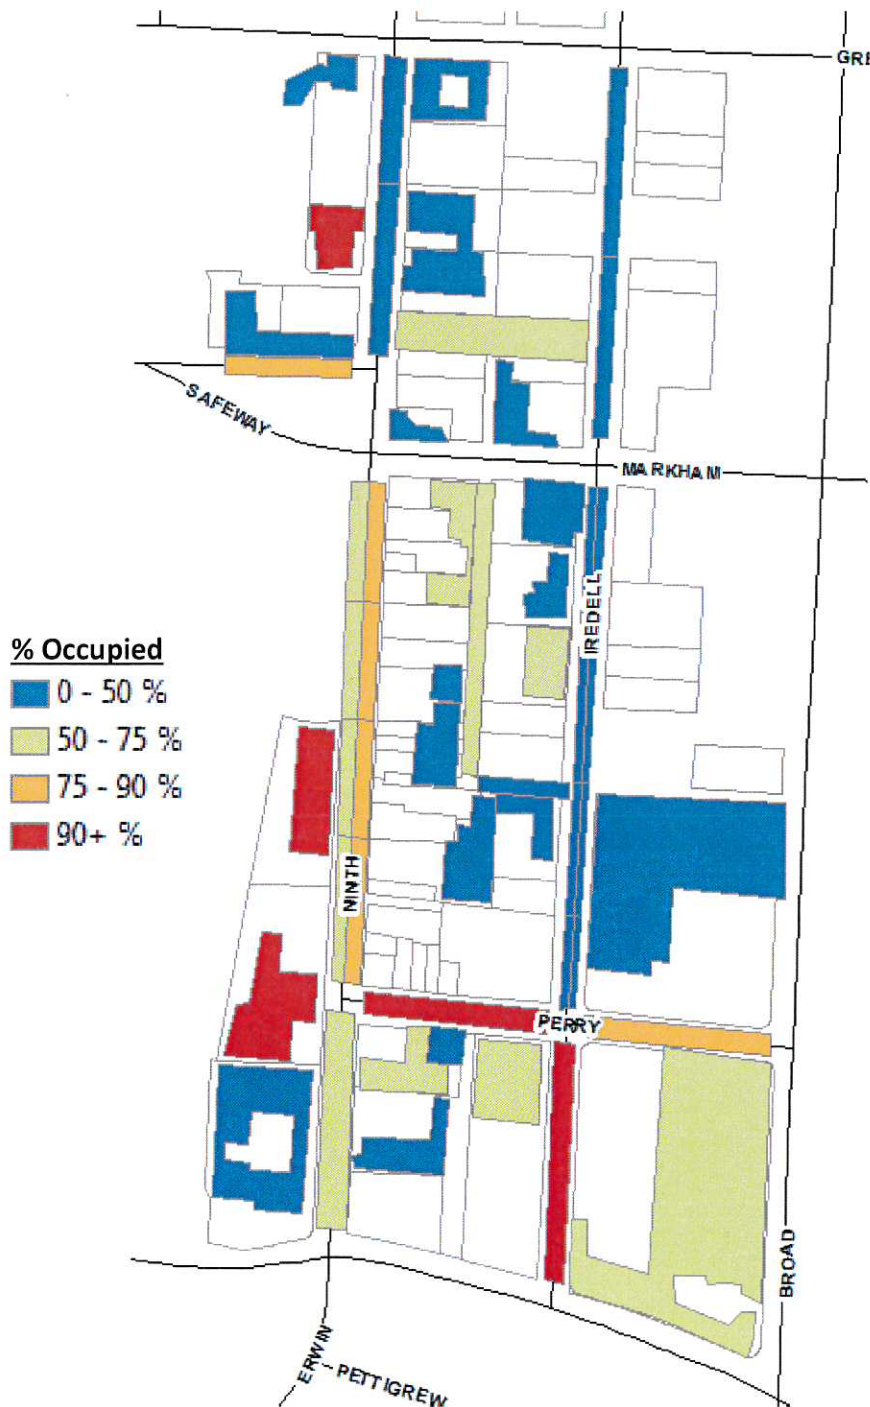 GRE
SAFEWAY
MARKHAM
IREDELL
% Occupied
0 - 50 %
50 - 75 %
75 - 90 %
90+ %
NINTH
PERRY
BROAD
ERWIN
PETTIGREW